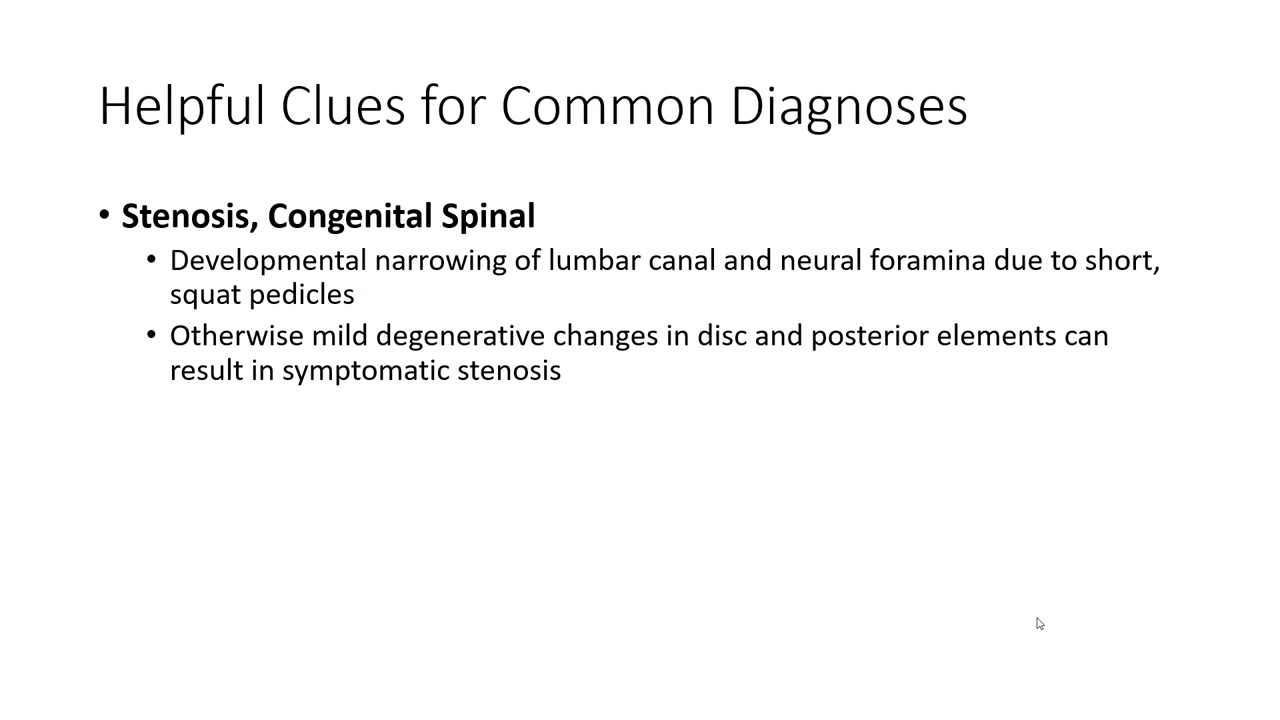 Helpful Clues for Common Diagnoses
• Stenosis, Congenital Spinal
• Developmental narrowing of lumbar canal and neural foramina due to short,
squat pedicles
• Otherwise mild degenerative changes in disc and posterior elements can
result in symptomatic stenosis